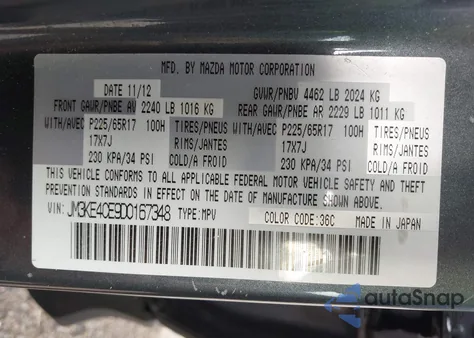 MFD. BY MAZDA MOTOR CORPORATION
DATE 11/12 GVWR/PNBV 4462 LB 2024 KG
FRONT GAWR/PNBE AV 2240 LB 1016 KG REAR GAWR/PNBE AR 2229 LB 1011 KG
WITH/AVEC P225/65R17 100H TIRES/PNEUS WITH/AVEC P225/65R17 100H TIRES/PNEUS
17X7J RIMS/JANTES 17X7J RIMS/JANTES
230 KPA/34 PSI COLD/A FROID 230 KPA/34 PSI COLD/A FROID
THIS VEHICLE CONFORMS TO ALL APPLICABLE FEDERAL MOTOR VEHICLE SAFETY AND THEFT
PREVENTION STANDARDS IN EFFECT ON THE DATE OF MANUFACTURE SHOWN ABOVE.
VIN: JM3KE4CE9D0167348 TYPE: MPV COLOR CODE: 36C MADE IN JAPAN
autoSnap